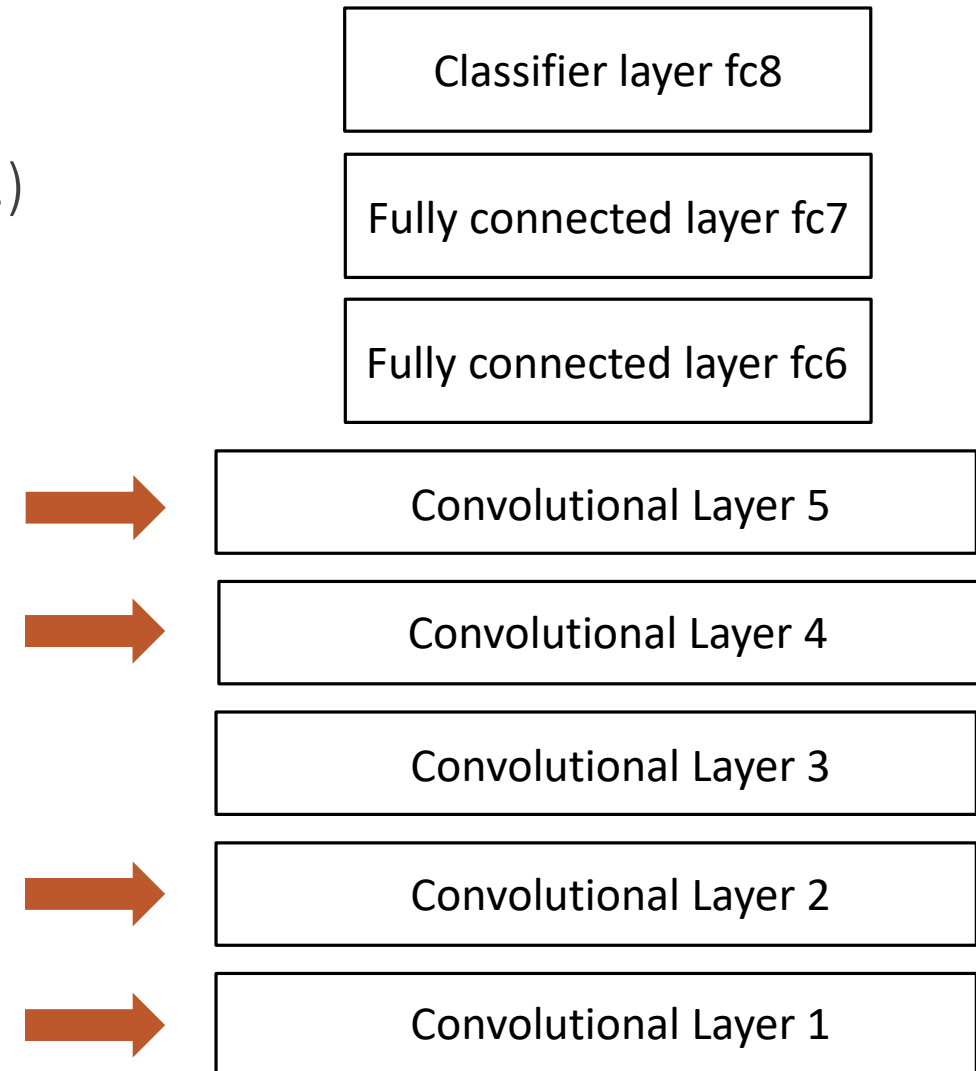 Classifier layer fc8
.)
Fully connected layer fc7
Fully connected layer fc6
Convolutional Layer 5
Convolutional Layer 4
Convolutional Layer 3
Convolutional Layer 2
Convolutional Layer 1